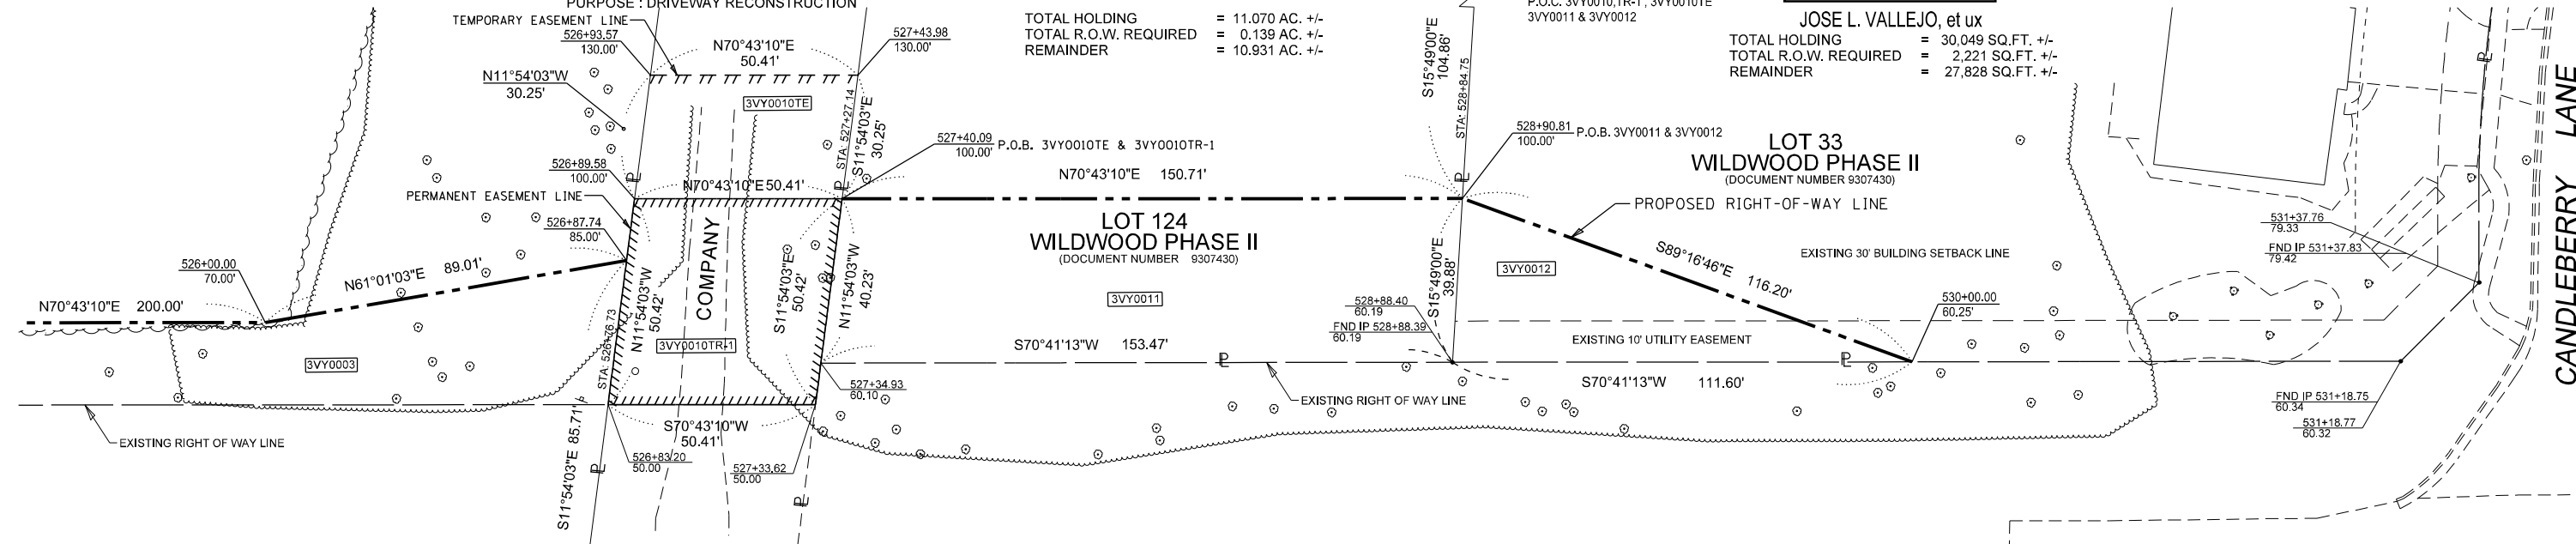 PURPOSE : DRIVEWAY RECONSTRUCTION
TEMPORARY EASEMENT LINE
526+93.57
130.00'
N70°43'10"E
50.41'
527+43.98
130.00'
N11°54'03"W
30.25'
3VY0010TE
STA: 527+27.14
S11°54'03"E
30.25'
TOTAL HOLDING = 11.070 AC. +/-
TOTAL R.O.W. REQUIRED = 0.139 AC. +/-
REMAINDER = 10.931 AC. +/-
S15°49'00"E
104.86'
STA: 528+84.75
P.O.C. 3VY0010,TR-1, 3VY0010TE
3VY0011 & 3VY0012
JOSE L. VALLEJO, et ux
TOTAL HOLDING = 30,049 SQ.FT. +/-
TOTAL R.O.W. REQUIRED = 2,221 SQ.FT. +/-
REMAINDER = 27,828 SQ.FT. +/-
CANDLEBERRY LANE
527+40.09
100.00'
P.O.B. 3VY0010TE & 3VY0010TR-1
528+90.81
100.00'
P.O.B. 3VY0011 & 3VY0012
LOT 33
WILDWOOD PHASE II
(DOCUMENT NUMBER 9307430)
526+89.58
100.00'
PERMANENT EASEMENT LINE
N70°43'10"E 50.41'
N70°43'10"E 150.71'
526+87.74
85.00'
PROPOSED RIGHT-OF-WAY LINE
LOT 124
WILDWOOD PHASE II
(DOCUMENT NUMBER 9307430)
COMPANY
526+00.00
70.00'
N61°01'03"E 89.01'
N70°43'10"E 200.00'
N11°54'03"W
50.42'
S11°54'03"E
50.42'
N11°54'03"W
40.23'
S15°49'00"E
39.88'
S89°16'46"E 116.20'
EXISTING 30' BUILDING SETBACK LINE
531+37.76
79.33
FND IP 531+37.83
79.42
3VY0012
3VY0011
528+88.40
60.19
FND IP 528+88.39
60.19
530+00.00
60.25'
3VY0003
STA: 526+76.73
3VY0010TR-1
S70°41'13"W 153.47'
EXISTING 10' UTILITY EASEMENT
S70°41'13"W 111.60'
527+34.93
60.10
EXISTING RIGHT OF WAY LINE
FND IP 531+18.75
60.34
531+18.77
60.32
EXISTING RIGHT OF WAY LINE
S11°54'03"E 85.71'
S70°43'10"W
50.41'
526+83.20
50.00
527+33.62
50.00